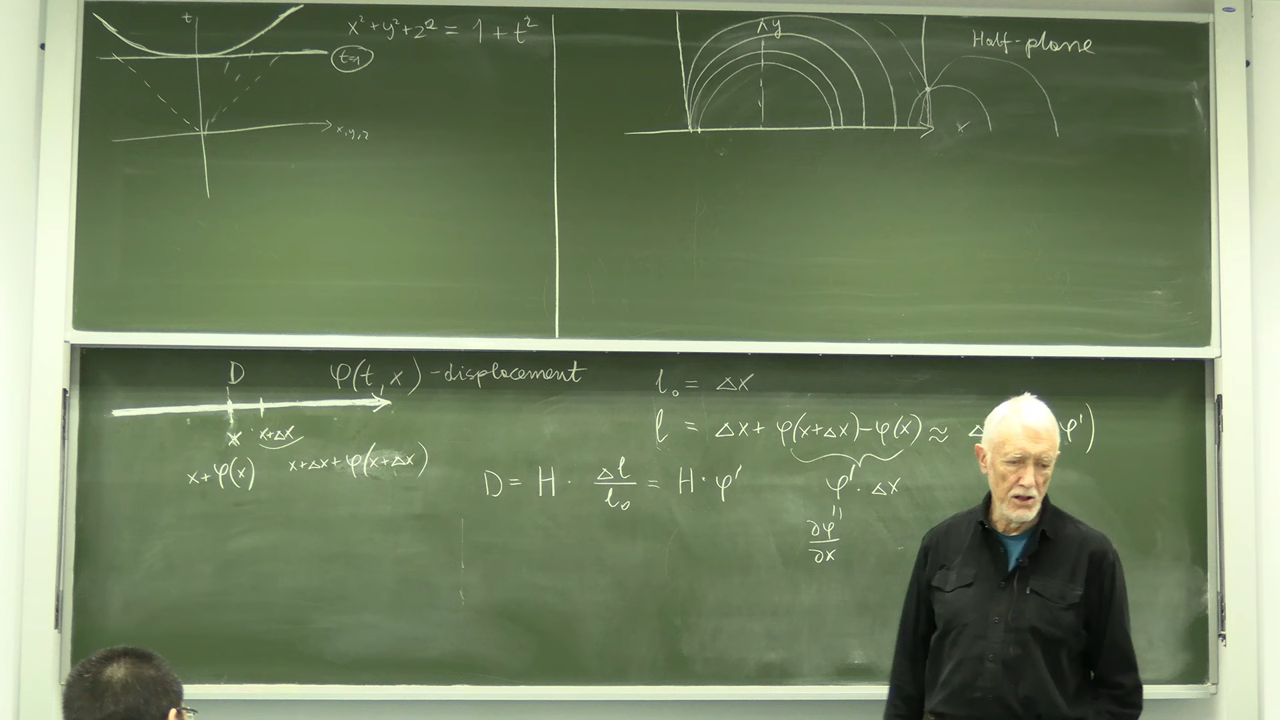 t
x² + y² + z² = 1 + t²
t=1
x,y,z
y
Half-plane
x
D
φ(t, x) - displacement
x
x+Δx
x+φ(x)
x+Δx+φ(x+Δx)
D = H · Δl/l₀ = H · φ'
l₀ = Δx
l = Δx + φ(x+Δx) - φ(x) ≈ Δ φ')
φ' · Δx
∂φ/∂x